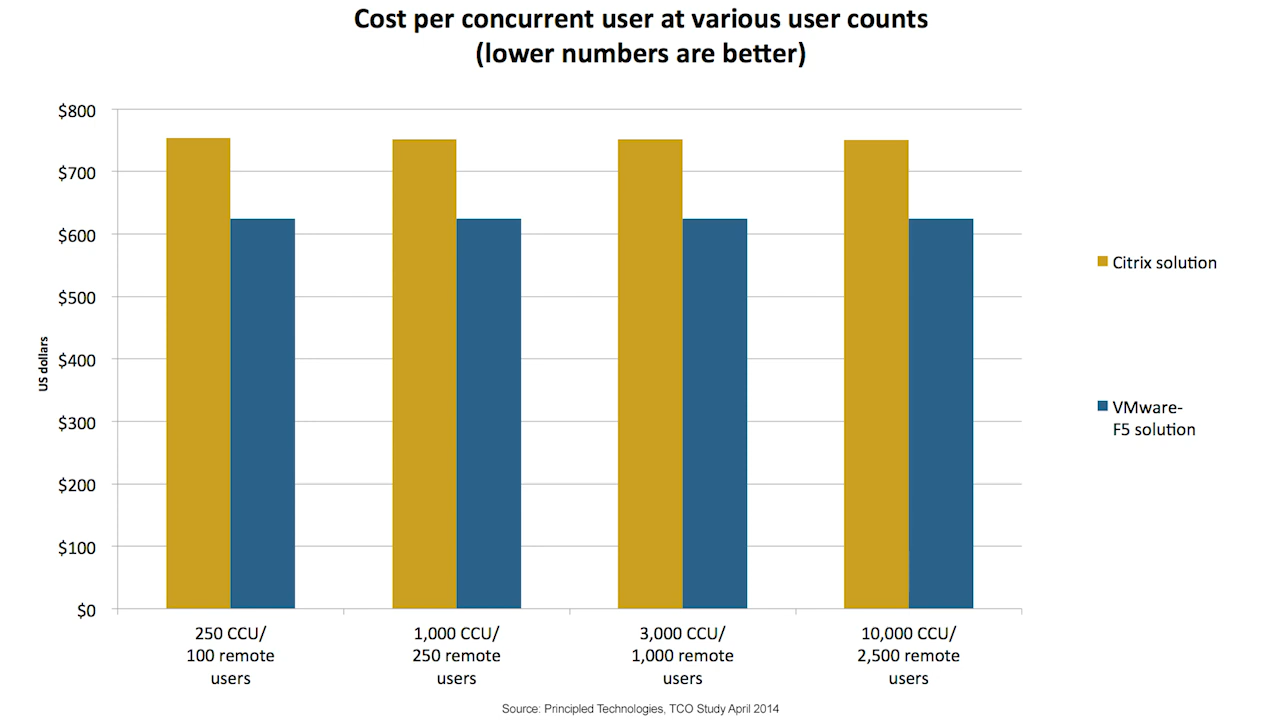 Cost per concurrent user at various user counts
(lower numbers are better)
$800
$700
$600
$500
$400
$300
$200
$100
$0
US dollars
250 CCU/
100 remote
users
1,000 CCU/
250 remote
users
3,000 CCU/
1,000 remote
users
10,000 CCU/
2,500 remote
users
Citrix solution
VMware-
F5 solution
Source: Principled Technologies, TCO Study April 2014